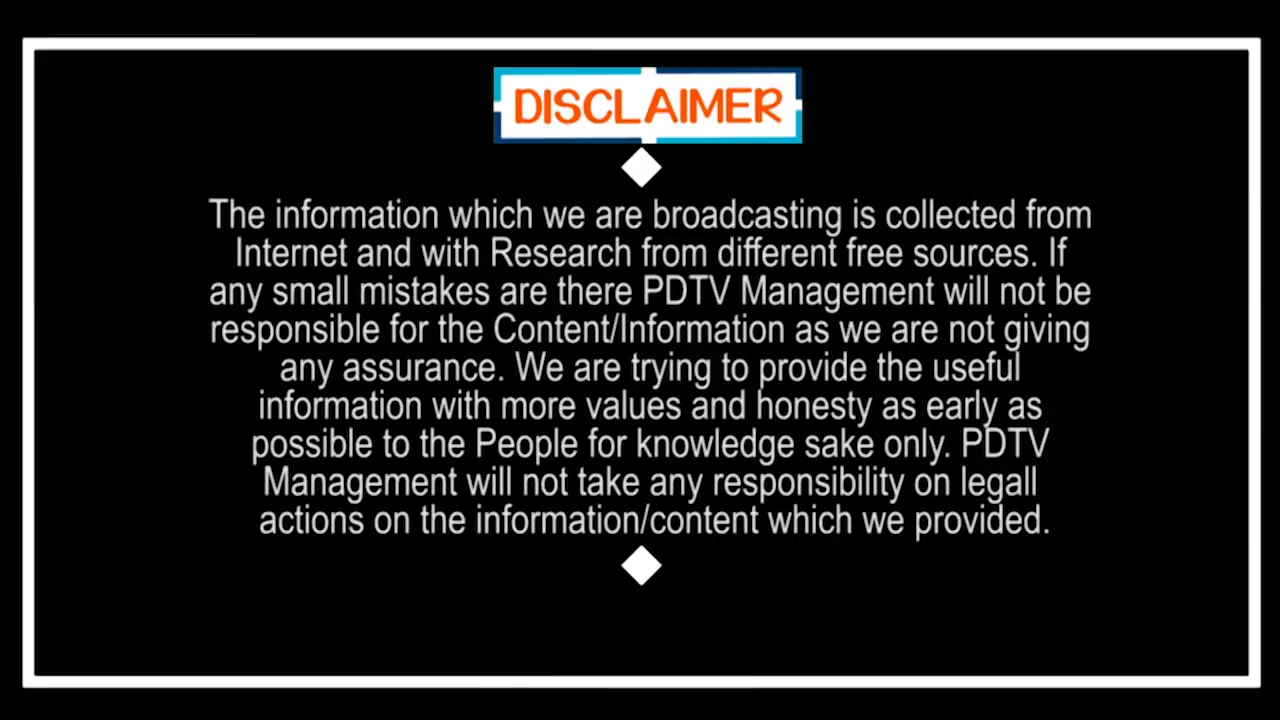 DISCLAIMER
The information which we are broadcasting is collected from
Internet and with Research from different free sources. If
any small mistakes are there PDTV Management will not be
responsible for the Content/Information as we are not giving
any assurance. We are trying to provide the useful
information with more values and honesty as early as
possible to the People for knowledge sake only. PDTV
Management will not take any responsibility on legall
actions on the information/content which we provided.